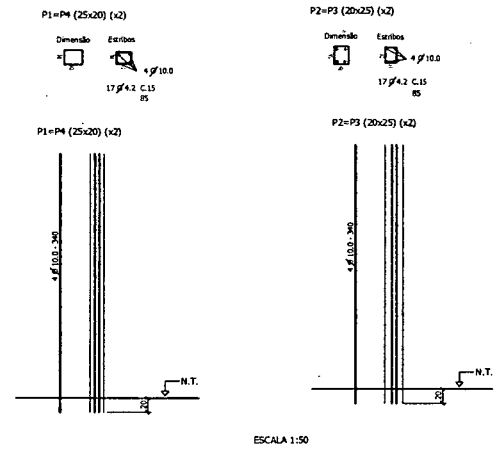 P1=P4 (25x20) (x2)
Dimensão Estribos
4 Ø 10.0
17 Ø 4.2 C.15
85
P1=P4 (25x20) (x2)
4 Ø 10.0 - 340
N.T.
20
P2=P3 (20x25) (x2)
Dimensão Estribos
4 Ø 10.0
17 Ø 4.2 C.15
85
P2=P3 (20x25) (x2)
4 Ø 10.0 - 340
N.T.
20
ESCALA 1:50